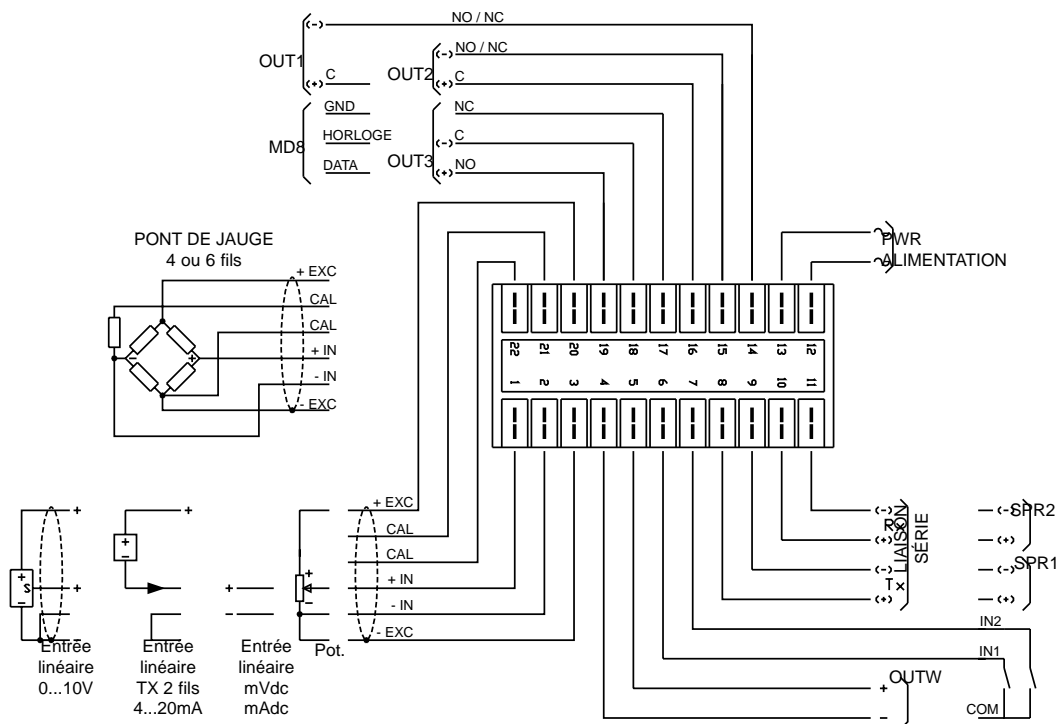 NO / NC
(-)
OUT1
(-) NO / NC
OUT2
(+) C
(+) C
GND
NC
HORLOGE
(-) C
MD8
OUT3
DATA
(+) NO
PONT DE JAUGE
4 ou 6 fils
PWR
ALIMENTATION
+ EXC
CAL
CAL
- +
+ IN
- IN
- EXC
22 21 20 19 18 17 16 15 14 13 12
1 2 3 4 5 6 7 8 9 10 11
+ EXC
CAL
CAL
+ IN
- IN
- EXC
+
+
-
+
S
-
+
+
-
+
-
+
-
+
-
Entrée
linéaire
0...10V
Entrée
linéaire
TX 2 fils
4...20mA
Entrée
linéaire
mVdc
mAdc
Pot.
(-)
Rx
(+)
(-)
Tx
(+)
LIAISON
SÉRIE
(-) SPR2
(+)
(-) SPR1
(+)
IN2
IN1
OUTW
+
-
COM